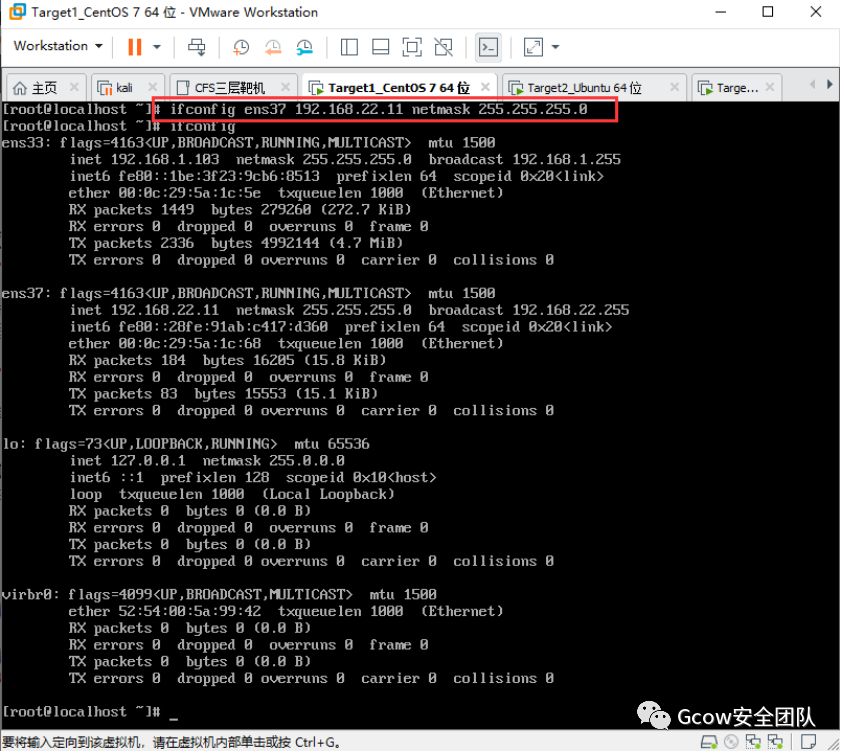 Target1_CentOS 7 64 位 - VMware Workstation
Workstation
主页 kali CFS三层靶机 Target1_CentOS 7 64 位 Target2_Ubuntu 64 位 Targe...
[root@localhost ~]# ifconfig ens37 192.168.22.11 netmask 255.255.255.0
[root@localhost ~]# ifconfig
ens33: flags=4163<UP,BROADCAST,RUNNING,MULTICAST>  mtu 1500
inet 192.168.1.103  netmask 255.255.255.0  broadcast 192.168.1.255
inet6 fe80::1be:3f23:9cb6:8513  prefixlen 64  scopeid 0x20<link>
ether 00:0c:29:5a:1c:5e  txqueuelen 1000  (Ethernet)
RX packets 1449  bytes 279260 (272.7 KiB)
RX errors 0  dropped 0  overruns 0  frame 0
TX packets 2336  bytes 4992144 (4.7 MiB)
TX errors 0  dropped 0 overruns 0  carrier 0  collisions 0
ens37: flags=4163<UP,BROADCAST,RUNNING,MULTICAST>  mtu 1500
inet 192.168.22.11  netmask 255.255.255.0  broadcast 192.168.22.255
inet6 fe80::28fe:91ab:c417:d360  prefixlen 64  scopeid 0x20<link>
ether 00:0c:29:5a:1c:68  txqueuelen 1000  (Ethernet)
RX packets 184  bytes 16205 (15.8 KiB)
RX errors 0  dropped 0  overruns 0  frame 0
TX packets 83  bytes 15553 (15.1 KiB)
TX errors 0  dropped 0 overruns 0  carrier 0  collisions 0
lo: flags=73<UP,LOOPBACK,RUNNING>  mtu 65536
inet 127.0.0.1  netmask 255.0.0.0
inet6 ::1  prefixlen 128  scopeid 0x10<host>
loop  txqueuelen 1000  (Local Loopback)
RX packets 0  bytes 0 (0.0 B)
RX errors 0  dropped 0  overruns 0  frame 0
TX packets 0  bytes 0 (0.0 B)
TX errors 0  dropped 0 overruns 0  carrier 0  collisions 0
virbr0: flags=4099<UP,BROADCAST,MULTICAST>  mtu 1500
ether 52:54:00:5a:99:42  txqueuelen 1000  (Ethernet)
RX packets 0  bytes 0 (0.0 B)
RX errors 0  dropped 0  overruns 0  frame 0
TX packets 0  bytes 0 (0.0 B)
TX errors 0  dropped 0 overruns 0  carrier 0  collisions 0
[root@localhost ~]# _
Gcow安全团队
要将输入定向到该虚拟机，请在虚拟机内部单击或按 Ctrl+G。